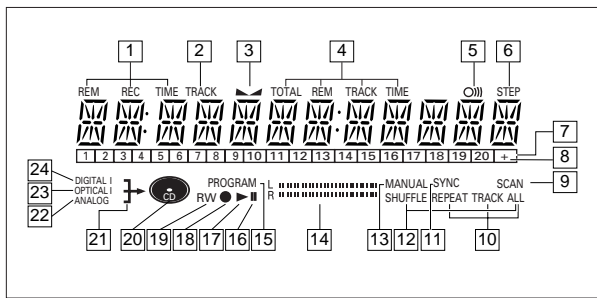 1 2 3 4 5 6
REM REC TIME TRACK TOTAL REM TRACK TIME O))) STEP
1 2 3 4 5 6 7 8 9 10 11 12 13 14 15 16 17 18 19 20 +
7
8
24 DIGITAL I PROGRAM L MANUAL SYNC SCAN 9
23 OPTICAL I CD RW R SHUFFLE REPEAT TRACK ALL
22 ANALOG
21 20 19 18 17 16 15 14 13 12 11 10